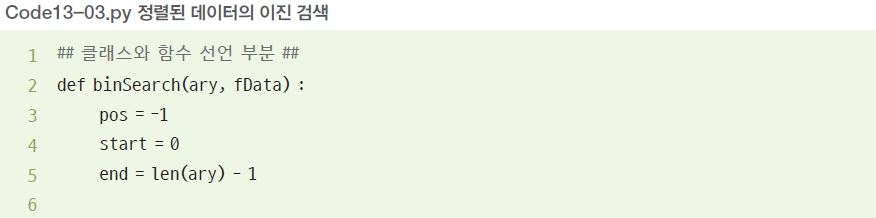 Code13–03.py 정렬된 데이터의 이진 검색
1 ## 클래스와 함수 선언 부분 ##
2 def binSearch(ary, fData) :
3     pos = -1
4     start = 0
5     end = len(ary) - 1
6